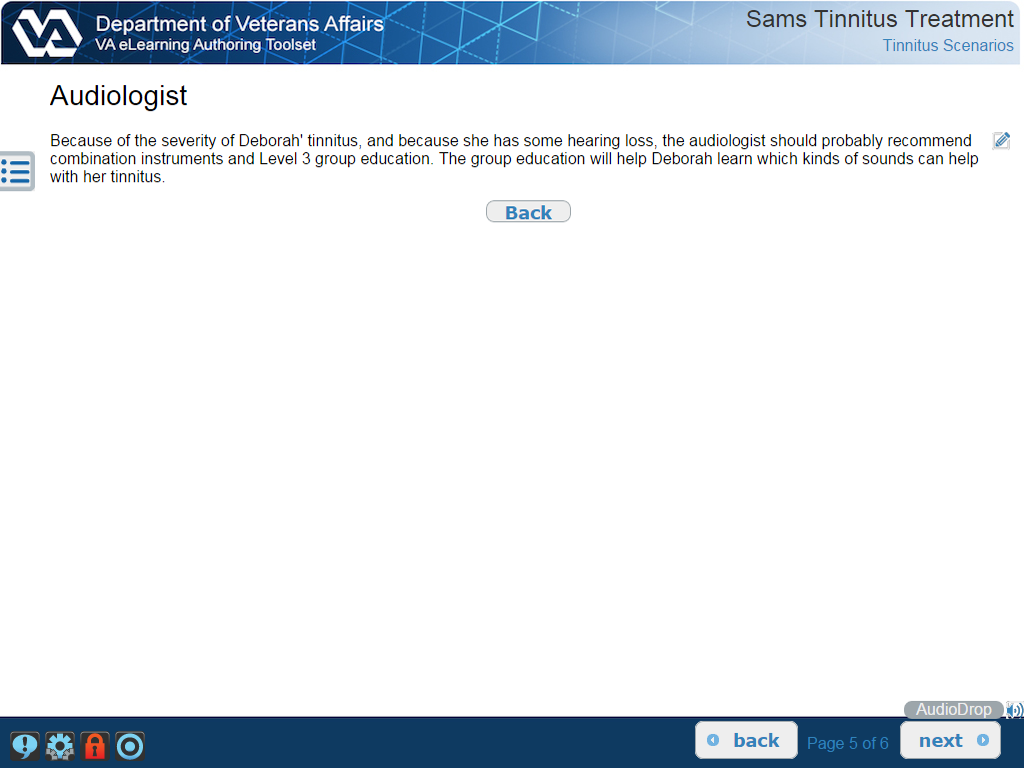 Department of Veterans Affairs
VA eLearning Authoring Toolset
Sams Tinnitus Treatment
Tinnitus Scenarios
Audiologist
Because of the severity of Deborah' tinnitus, and because she has some hearing loss, the audiologist should probably recommend
combination instruments and Level 3 group education. The group education will help Deborah learn which kinds of sounds can help
with her tinnitus.
Back
AudioDrop
back
Page 5 of 6
next